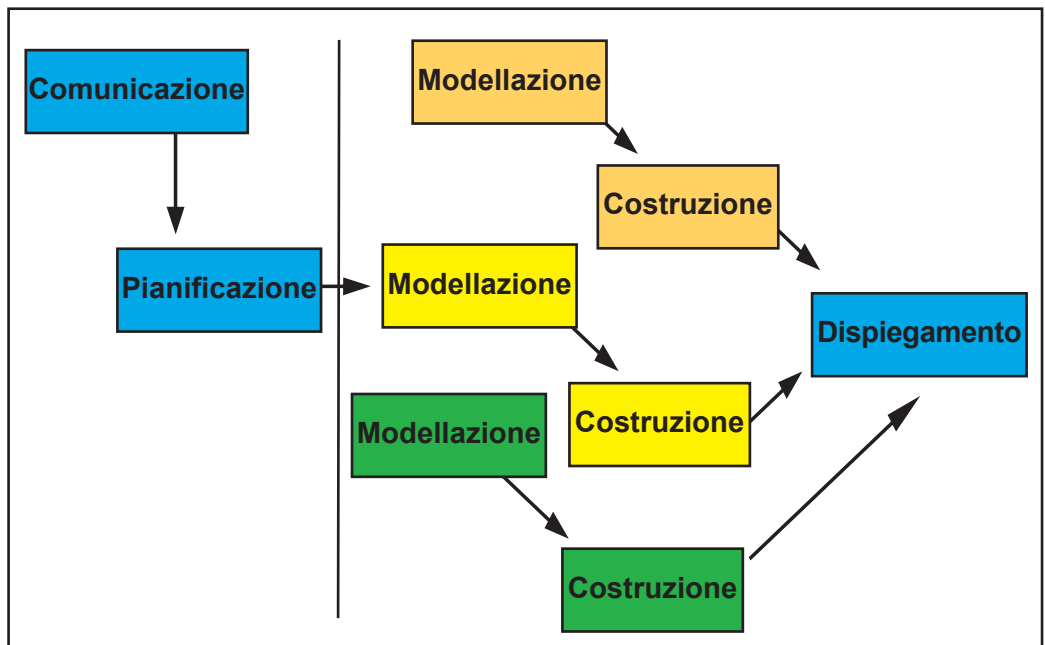 Comunicazione
Pianificazione
Modellazione
Costruzione
Modellazione
Costruzione
Modellazione
Costruzione
Dispiegamento